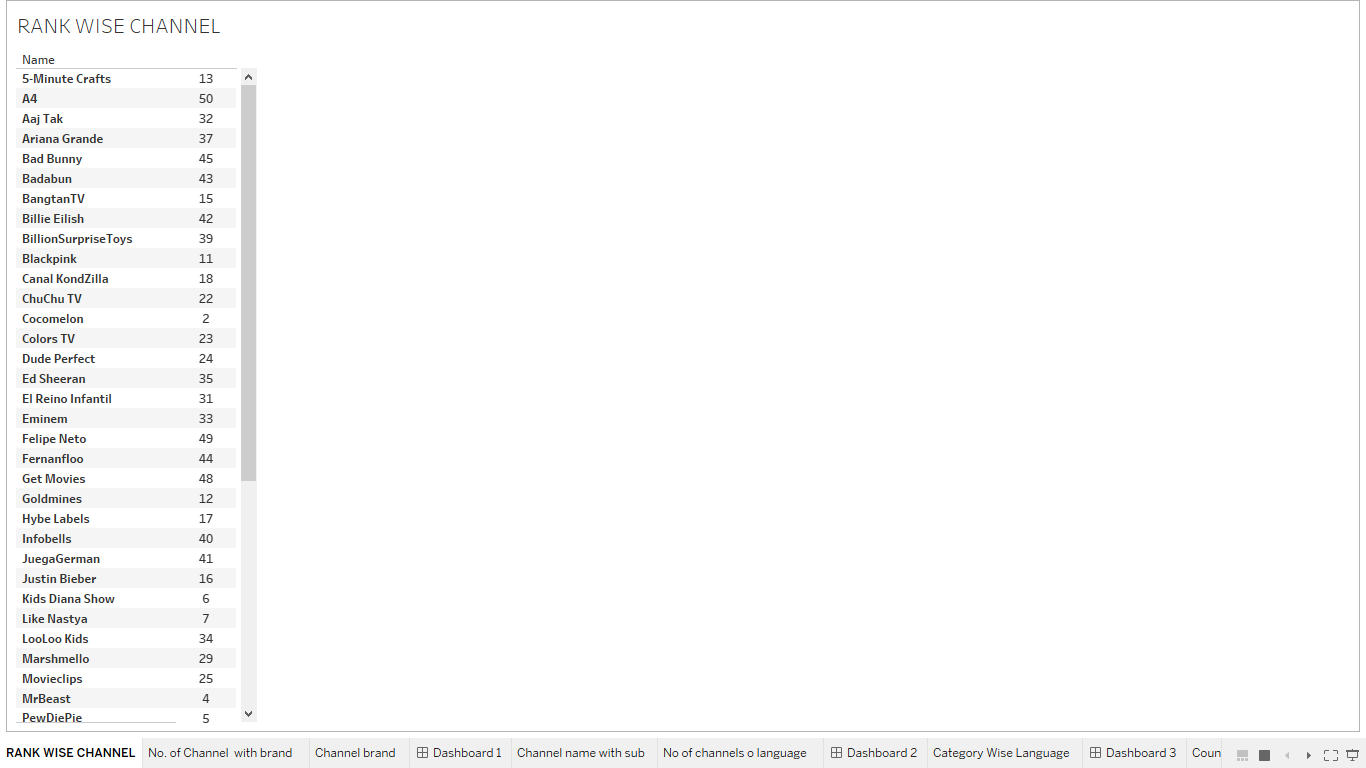 RANK WISE CHANNEL
Name
5-Minute Crafts 13
A4 50
Aaj Tak 32
Ariana Grande 37
Bad Bunny 45
Badabun 43
BangtanTV 15
Billie Eilish 42
BillionSurpriseToys 39
Blackpink 11
Canal KondZilla 18
ChuChu TV 22
Cocomelon 2
Colors TV 23
Dude Perfect 24
Ed Sheeran 35
El Reino Infantil 31
Eminem 33
Felipe Neto 49
Fernanfloo 44
Get Movies 48
Goldmines 12
Hybe Labels 17
Infobells 40
JuegaGerman 41
Justin Bieber 16
Kids Diana Show 6
Like Nastya 7
LooLoo Kids 34
Marshmello 29
Movieclips 25
MrBeast 4
PewDiePie 5
RANK WISE CHANNEL No. of Channel with brand Channel brand Dashboard 1 Channel name with sub No of channels o language Dashboard 2 Category Wise Language Dashboard 3 Coun